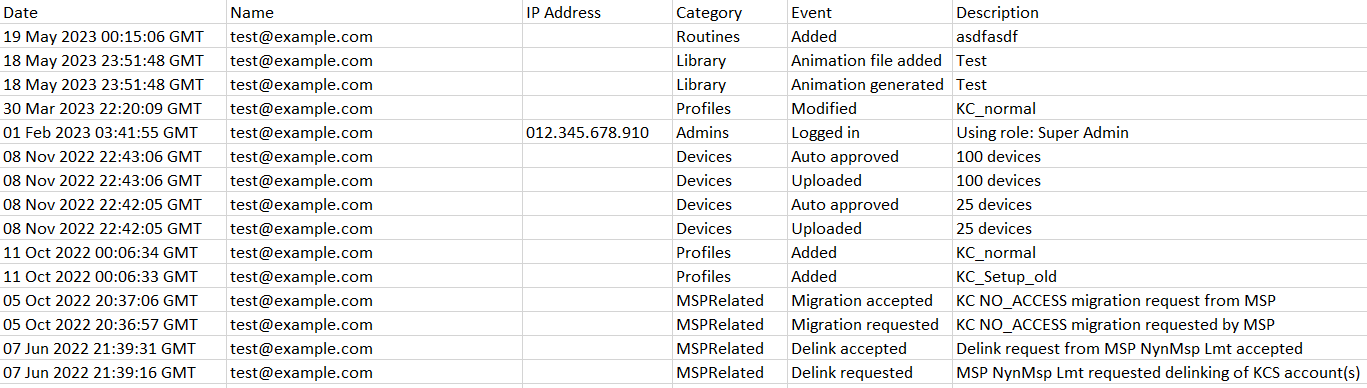 Date Name IP Address Category Event Description
19 May 2023 00:15:06 GMT test@example.com Routines Added asdfasdf
18 May 2023 23:51:48 GMT test@example.com Library Animation file added Test
18 May 2023 23:51:48 GMT test@example.com Library Animation generated Test
30 Mar 2023 22:20:09 GMT test@example.com Profiles Modified KC_normal
01 Feb 2023 03:41:55 GMT test@example.com 012.345.678.910 Admins Logged in Using role: Super Admin
08 Nov 2022 22:43:06 GMT test@example.com Devices Auto approved 100 devices
08 Nov 2022 22:43:06 GMT test@example.com Devices Uploaded 100 devices
08 Nov 2022 22:42:05 GMT test@example.com Devices Auto approved 25 devices
08 Nov 2022 22:42:05 GMT test@example.com Devices Uploaded 25 devices
11 Oct 2022 00:06:34 GMT test@example.com Profiles Added KC_normal
11 Oct 2022 00:06:33 GMT test@example.com Profiles Added KC_Setup_old
05 Oct 2022 20:37:06 GMT test@example.com MSPRelated Migration accepted KC NO_ACCESS migration request from MSP
05 Oct 2022 20:36:57 GMT test@example.com MSPRelated Migration requested KC NO_ACCESS migration requested by MSP
07 Jun 2022 21:39:31 GMT test@example.com MSPRelated Delink accepted Delink request from MSP NynMsp Lmt accepted
07 Jun 2022 21:39:16 GMT test@example.com MSPRelated Delink requested MSP NynMsp Lmt requested delinking of KCS account(s)